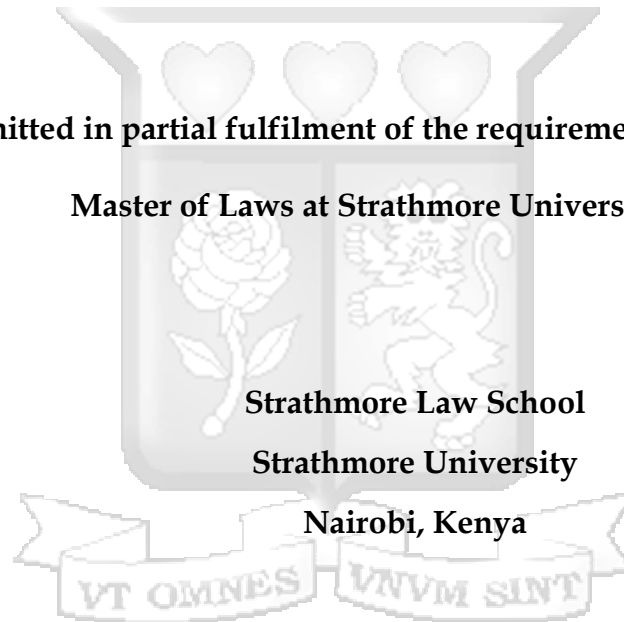 mitted in partial fulfilment of the requireme
Master of Laws at Strathmore Univers
Strathmore Law School
Strathmore University
Nairobi, Kenya
VT OMNES VNVM SINT